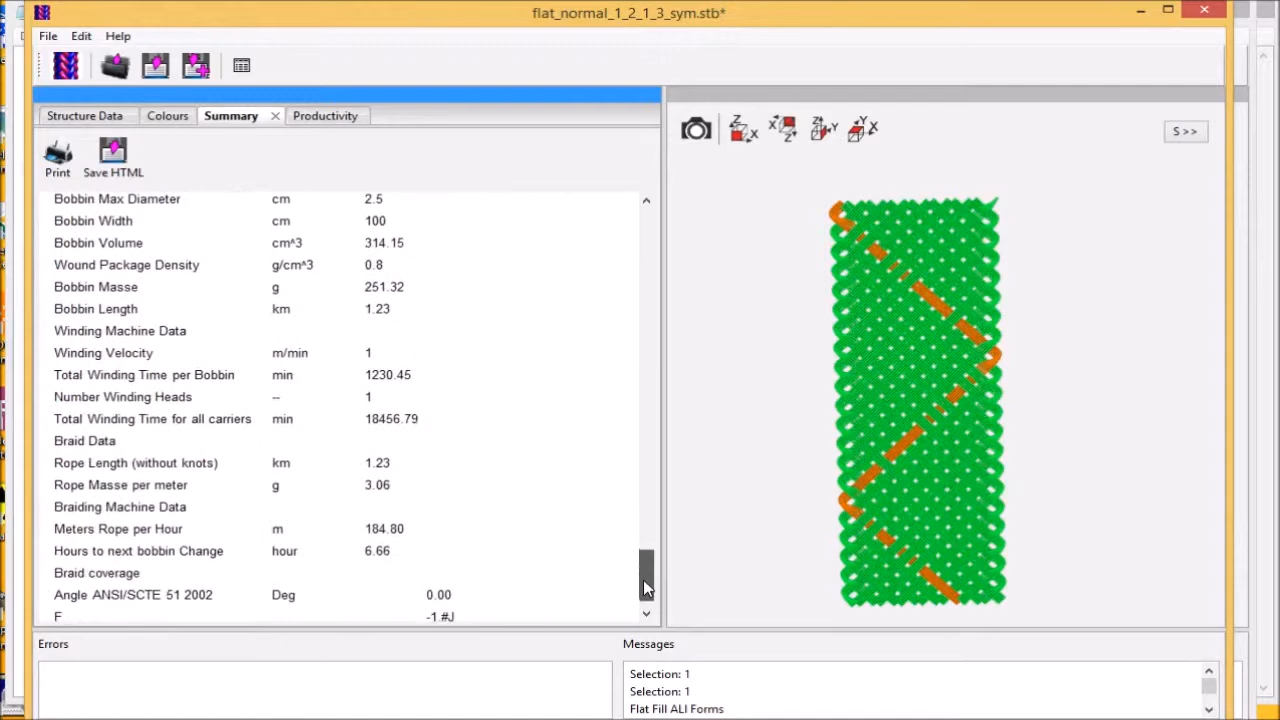 flat_normal_1_2_1_3_sym.stb*
File Edit Help
Structure Data Colours Summary Productivity
Print Save HTML
S >>
Bobbin Max Diameter cm 2.5
Bobbin Width cm 100
Bobbin Volume cm^3 314.15
Wound Package Density g/cm^3 0.8
Bobbin Masse g 251.32
Bobbin Length km 1.23
Winding Machine Data
Winding Velocity m/min 1
Total Winding Time per Bobbin min 1230.45
Number Winding Heads -- 1
Total Winding Time for all carriers min 18456.79
Braid Data
Rope Length (without knots) km 1.23
Rope Masse per meter g 3.06
Braiding Machine Data
Meters Rope per Hour m 184.80
Hours to next bobbin Change hour 6.66
Braid coverage
Angle ANSI/SCTE 51 2002 Deg 0.00
F -1.#J
Errors
Messages
Selection: 1
Selection: 1
Flat Fill ALI Forms